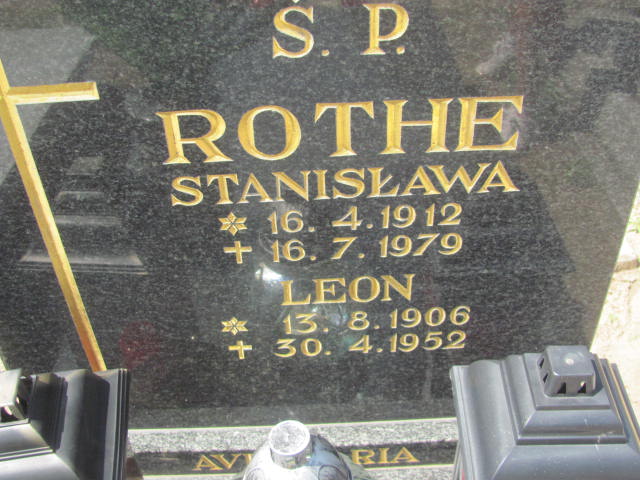 Ś. P.
ROTHE
STANISŁAWA
✲ 16. 4. 1912
+ 16. 7. 1979
LEON
✲ 13. 8. 1906
+ 30. 4. 1952